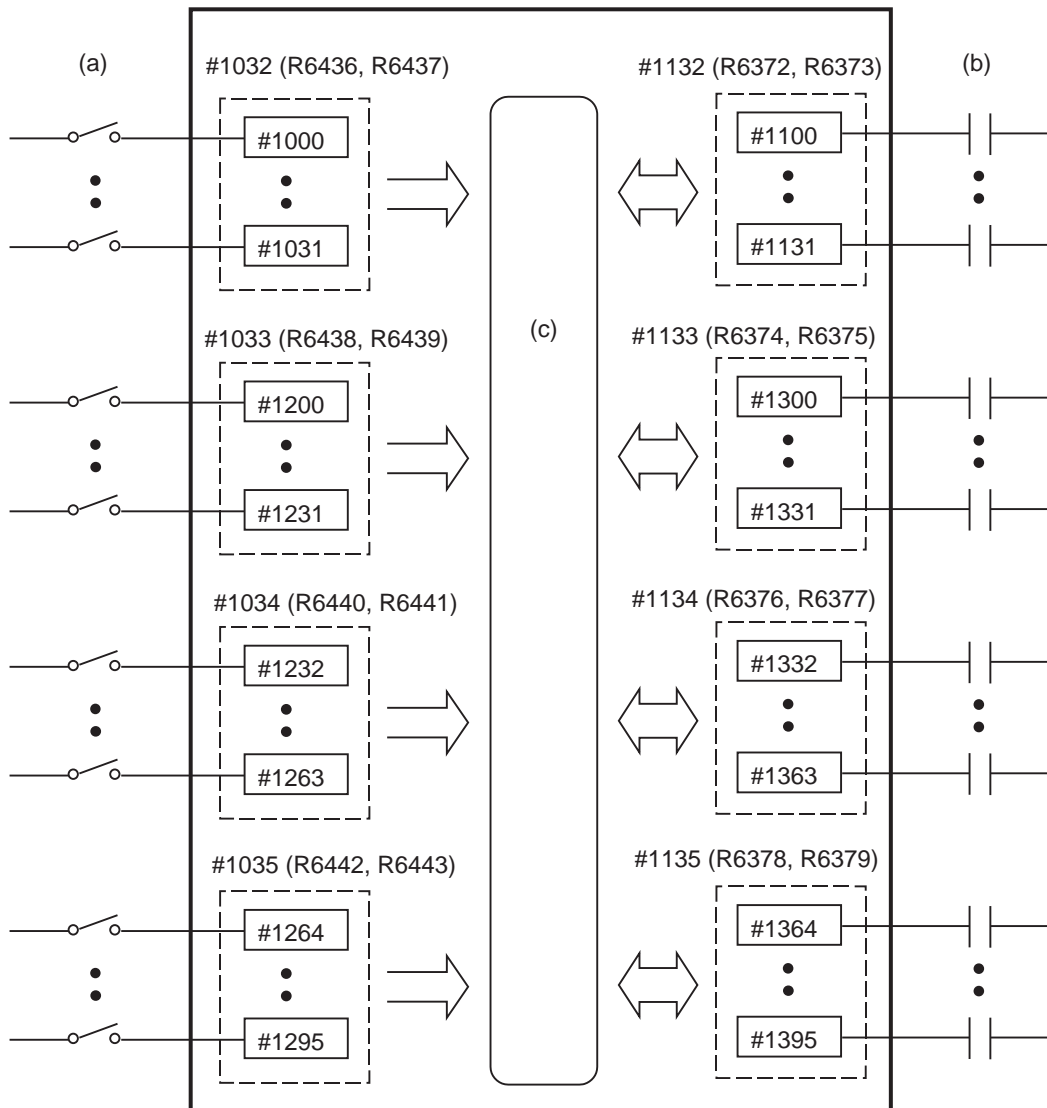 (a)
#1032 (R6436, R6437)
#1132 (R6372, R6373)
(b)
#1000
#1100
#1031
#1131
(c)
#1033 (R6438, R6439)
#1133 (R6374, R6375)
#1200
#1300
#1231
#1331
#1034 (R6440, R6441)
#1134 (R6376, R6377)
#1232
#1332
#1263
#1363
#1035 (R6442, R6443)
#1135 (R6378, R6379)
#1264
#1364
#1295
#1395